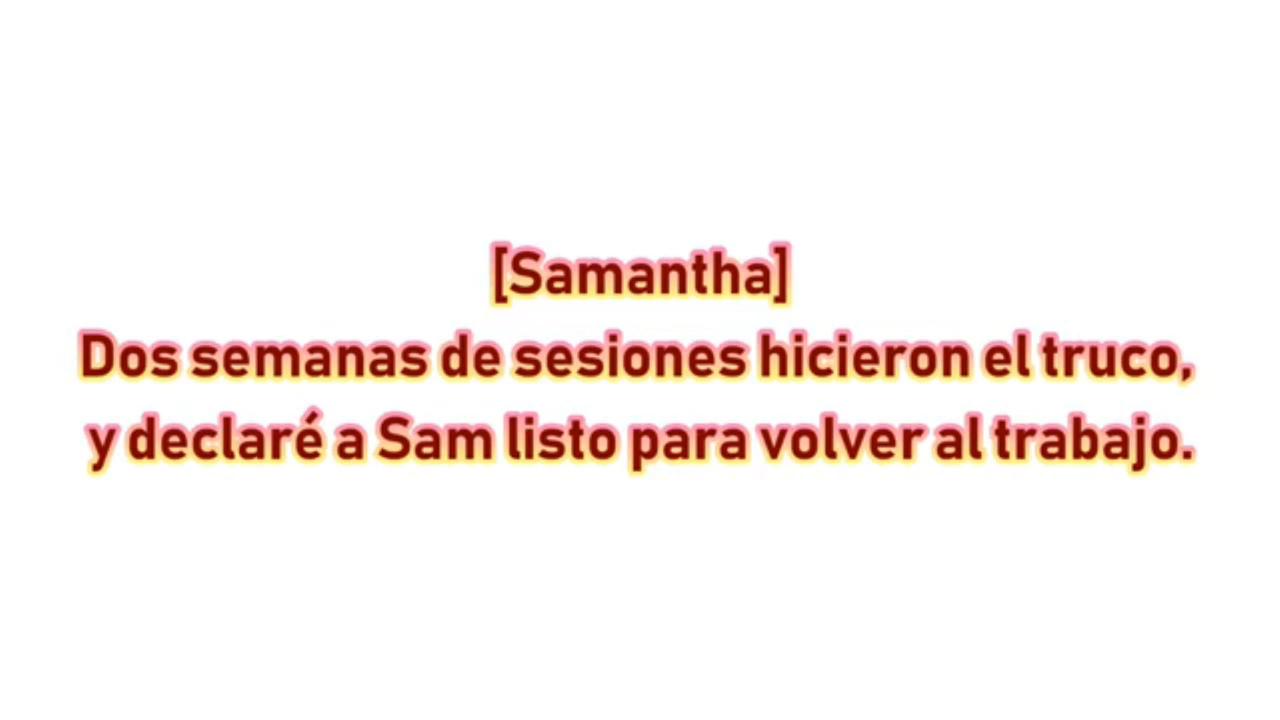 [Samantha]
Dos semanas de sesiones hicieron el truco,
y declaré a Sam listo para volver al trabajo.